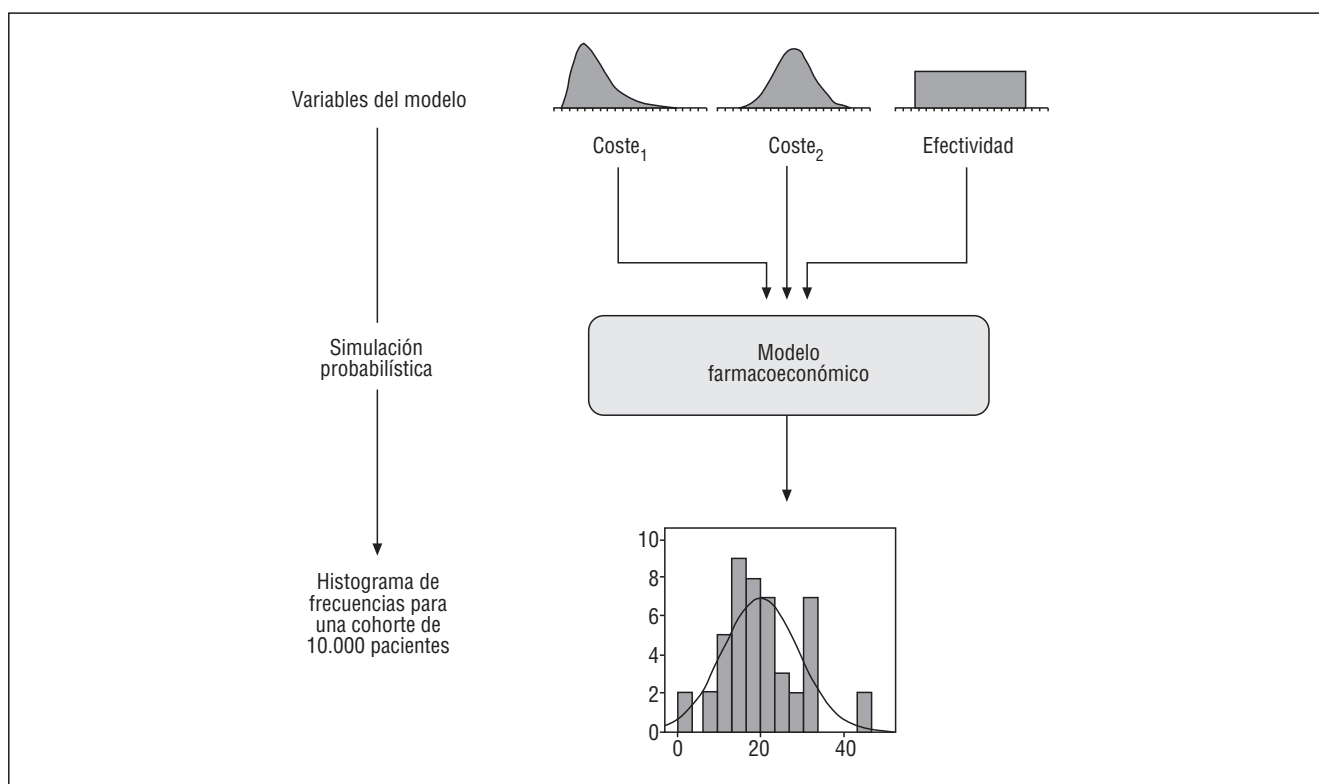 Variables del modelo
Coste1
Coste2
Efectividad
Simulación
probabilística
Modelo
farmacoeconómico
Histograma de
frecuencias para
una cohorte de
10.000 pacientes
10
8
6
4
2
0
0
20
40